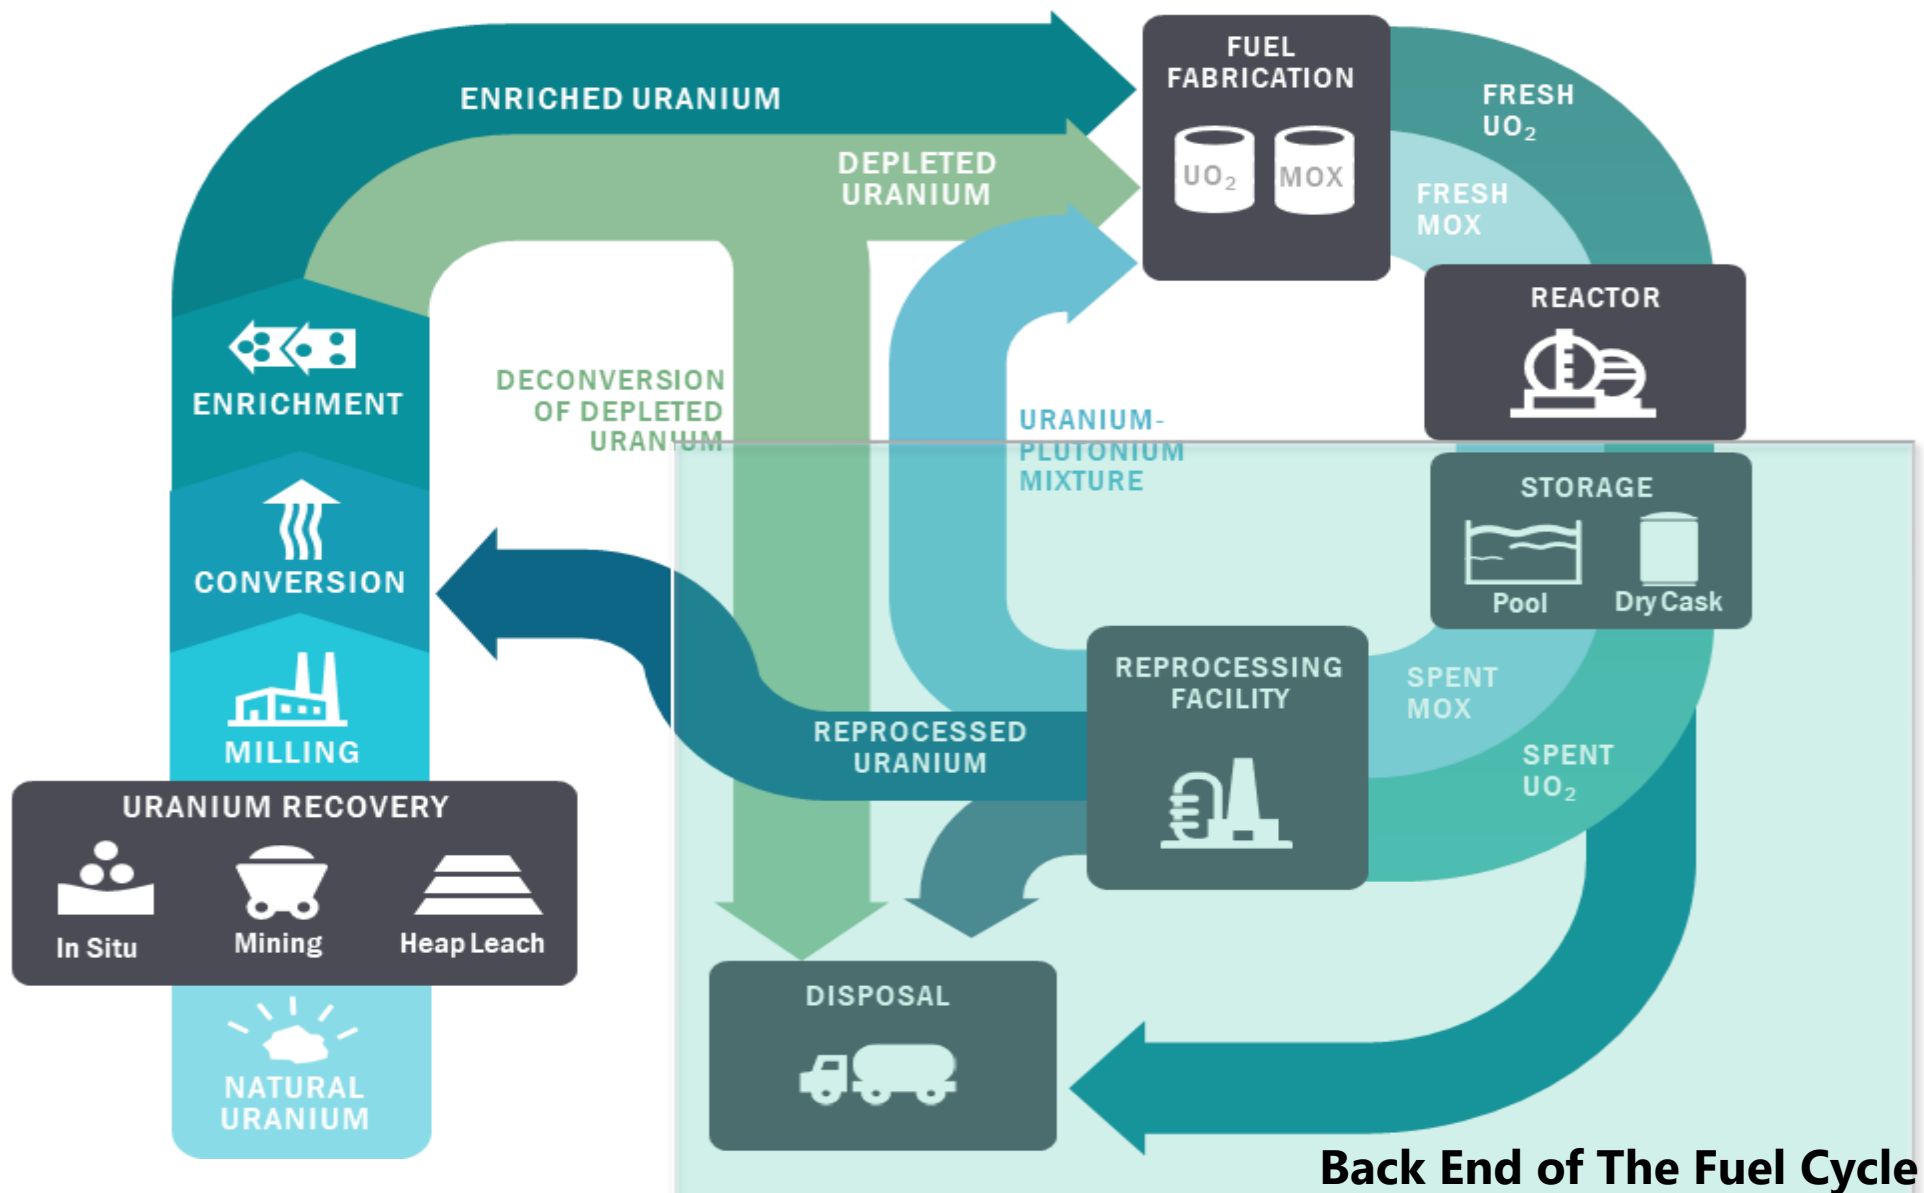 ENRICHED URANIUM
DEPLETED
URANIUM
FUEL
FABRICATION
UO₂
MOX
FRESH
UO₂
FRESH
MOX
REACTOR
ENRICHMENT
DECONVERSION
OF DEPLETED
URANIUM
URANIUM-
PLUTONIUM
MIXTURE
STORAGE
Pool
Dry Cask
CONVERSION
REPROCESSING
FACILITY
SPENT
MOX
SPENT
UO₂
REPROCESSED
URANIUM
MILLING
URANIUM RECOVERY
In Situ
Mining
Heap Leach
DISPOSAL
NATURAL
URANIUM
Back End of The Fuel Cycle